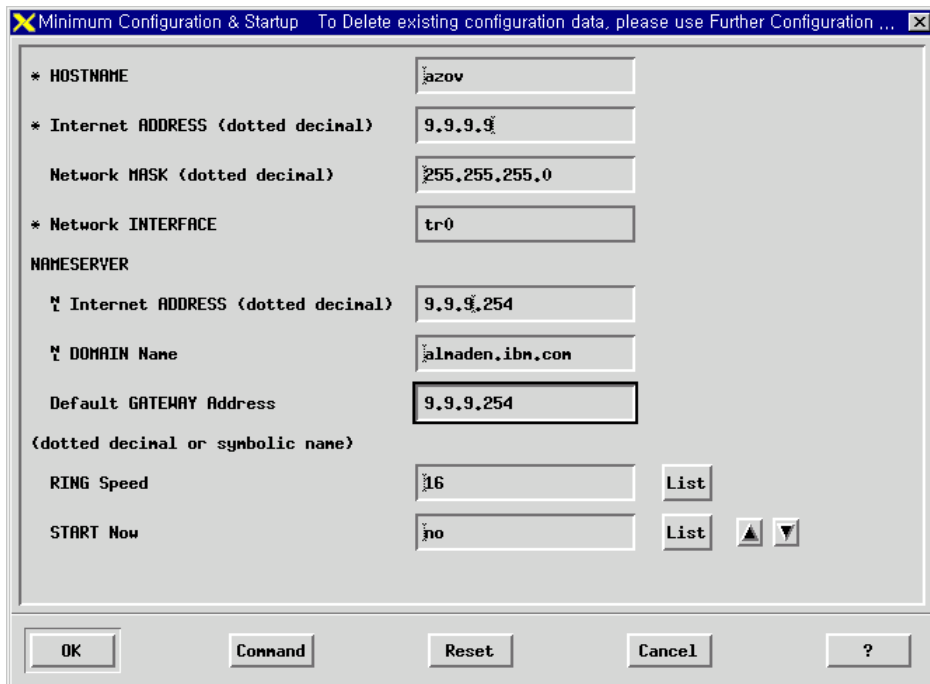 Minimum Configuration & Startup To Delete existing configuration data, please use Further Configuration ...
* HOSTNAME azov
* Internet ADDRESS (dotted decimal) 9.9.9.9
Network MASK (dotted decimal) 255.255.255.0
* Network INTERFACE tr0
NAMESERVER
NL Internet ADDRESS (dotted decimal) 9.9.9.254
NL DOMAIN Name almaden.ibm.com
Default GATEWAY Address 9.9.9.254
(dotted decimal or symbolic name)
RING Speed 16 List
START Now no List
OK Command Reset Cancel ?